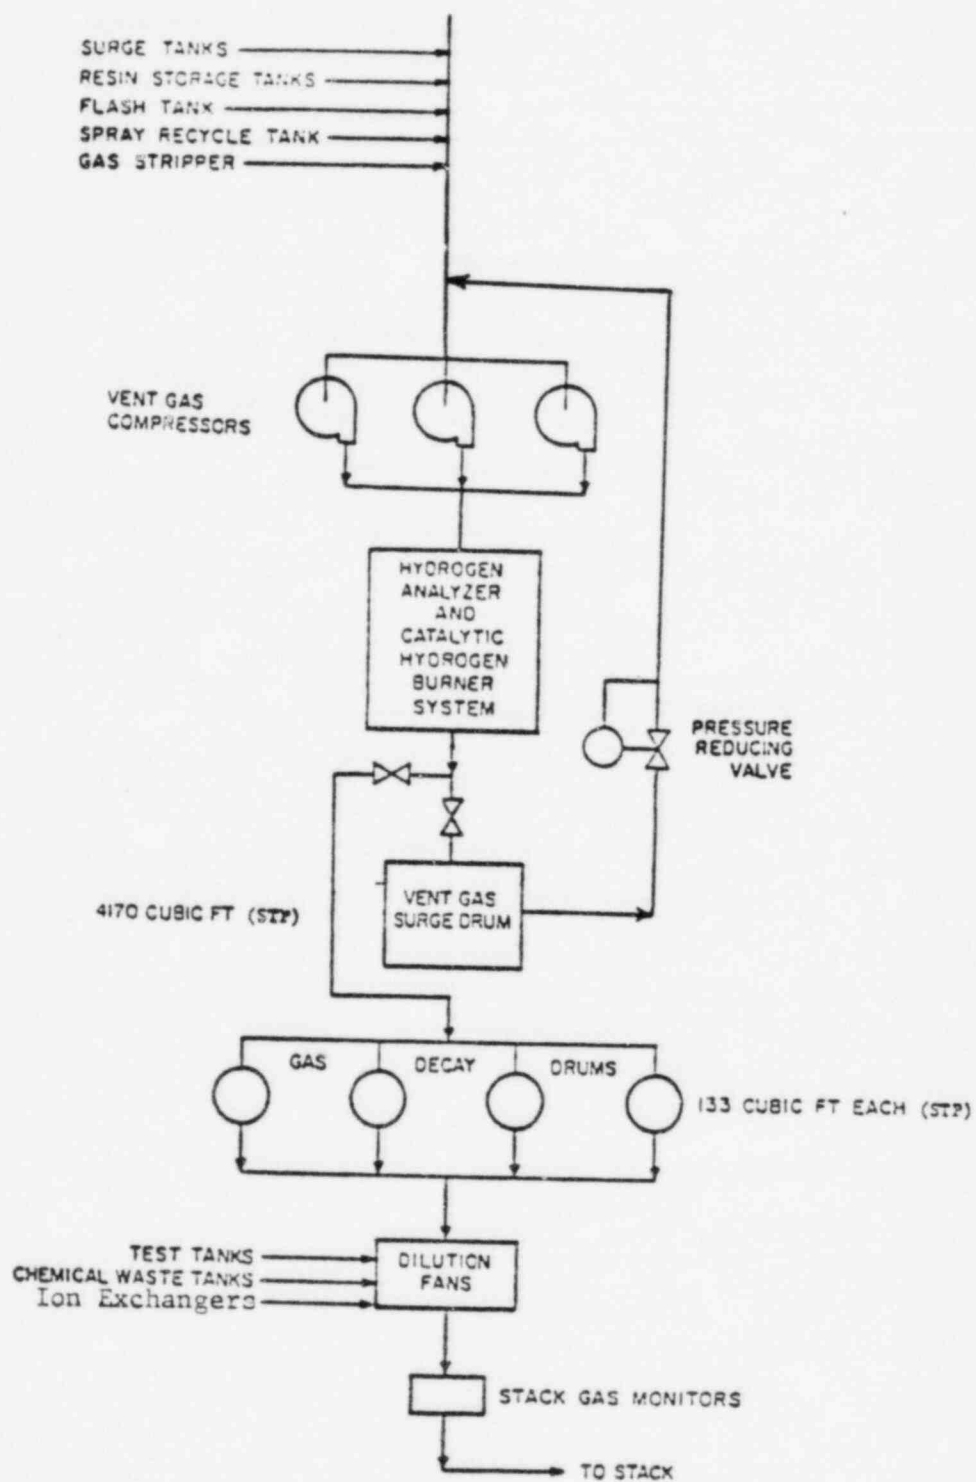 SURGE TANKS
RESIN STORAGE TANKS
FLASH TANK
SPRAY RECYCLE TANK
GAS STRIPPER
VENT GAS
COMPRESSORS
HYDROGEN
ANALYZER
AND
CATALYTIC
HYDROGEN
BURNER
SYSTEM
PRESSURE
REDUCING
VALVE
4170 CUBIC FT (STP)
VENT GAS
SURGE DRUM
GAS DECAY DRUMS
133 CUBIC FT EACH (STP)
TEST TANKS
CHEMICAL WASTE TANKS
Ion Exchangers
DILUTION
FANS
STACK GAS MONITORS
TO STACK